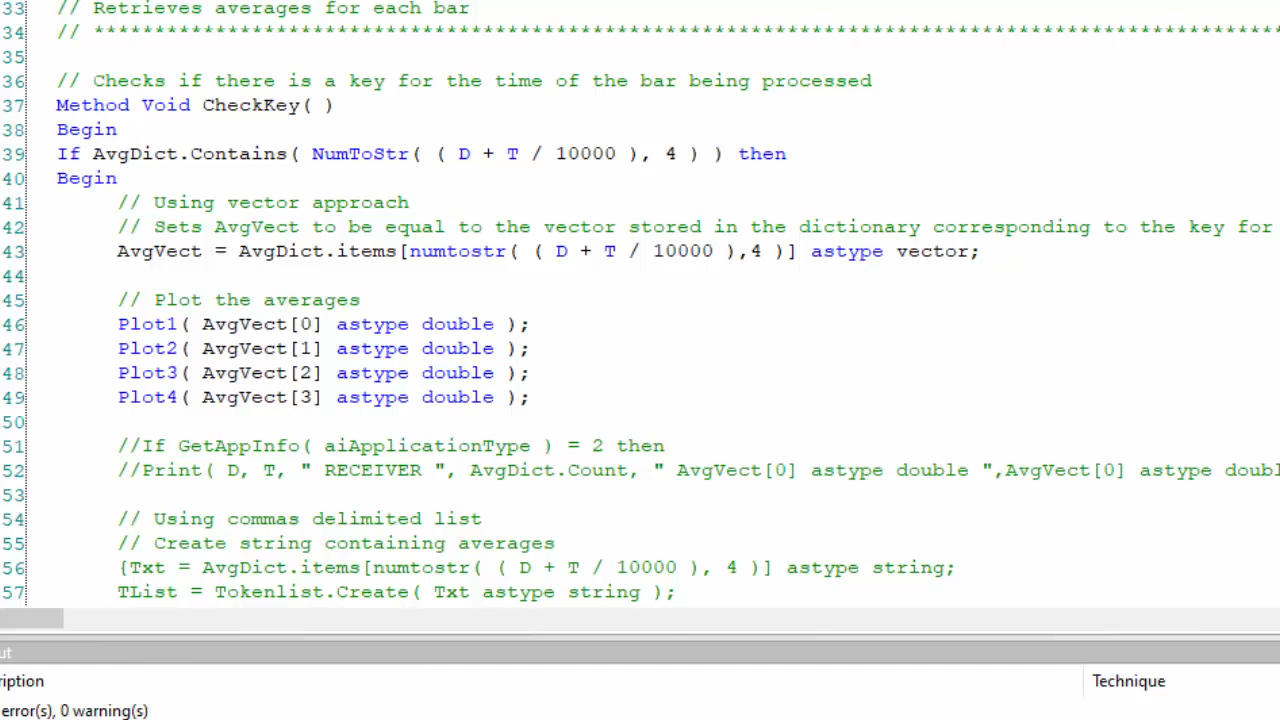 33 // Retrieves averages for each bar
34 // *************************************************************************************************
35
36 // Checks if there is a key for the time of the bar being processed
37 Method Void CheckKey( )
38 Begin
39 If AvgDict.Contains( NumToStr( ( D + T / 10000 ), 4 ) ) then
40 Begin
41 // Using vector approach
42 // Sets AvgVect to be equal to the vector stored in the dictionary corresponding to the key for
43 AvgVect = AvgDict.items[numtostr( ( D + T / 10000 ),4 )] astype vector;
44
45 // Plot the averages
46 Plot1( AvgVect[0] astype double );
47 Plot2( AvgVect[1] astype double );
48 Plot3( AvgVect[2] astype double );
49 Plot4( AvgVect[3] astype double );
50
51 //If GetAppInfo( aiApplicationType ) = 2 then
52 //Print( D, T, " RECEIVER ", AvgDict.Count, " AvgVect[0] astype double ",AvgVect[0] astype doubl
53
54 // Using commas delimited list
55 // Create string containing averages
56 {Txt = AvgDict.items[numtostr( ( D + T / 10000 ), 4 )] astype string;
57 TList = Tokenlist.Create( Txt astype string );
ut
ription Technique
error(s), 0 warning(s)